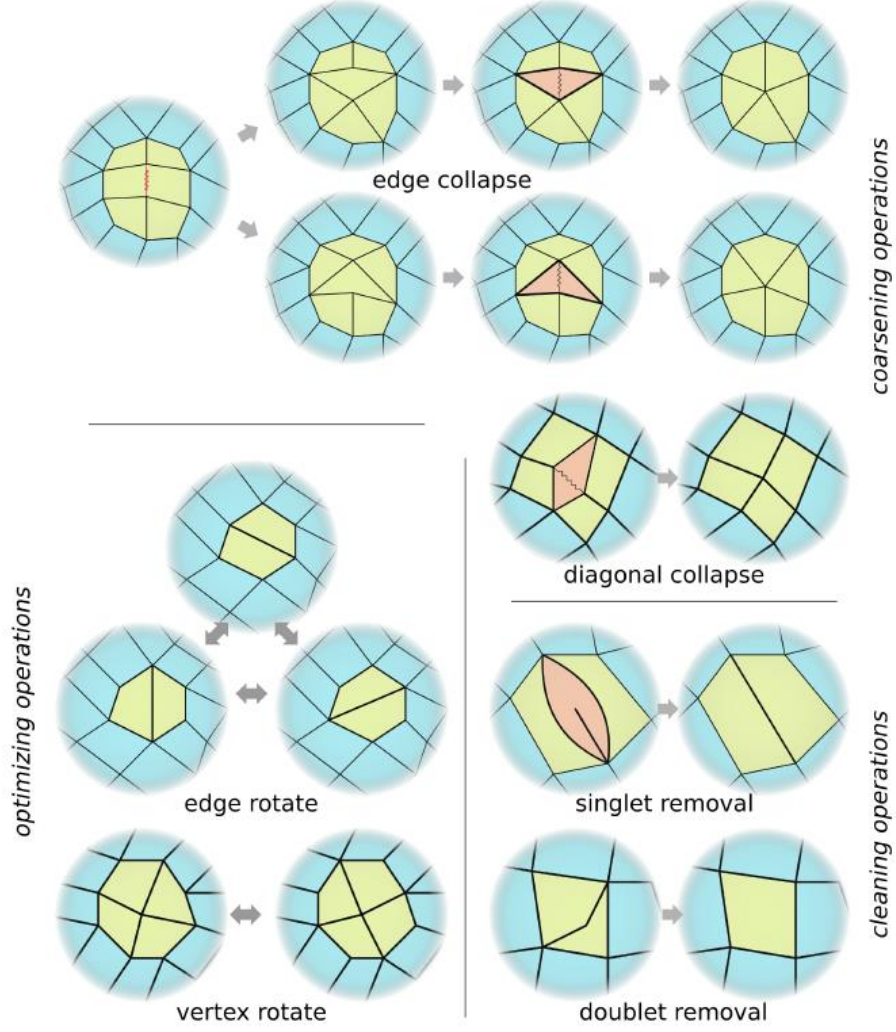 edge collapse
coarsening operations
diagonal collapse
optimizing operations
edge rotate
singlet removal
cleaning operations
vertex rotate
doublet removal